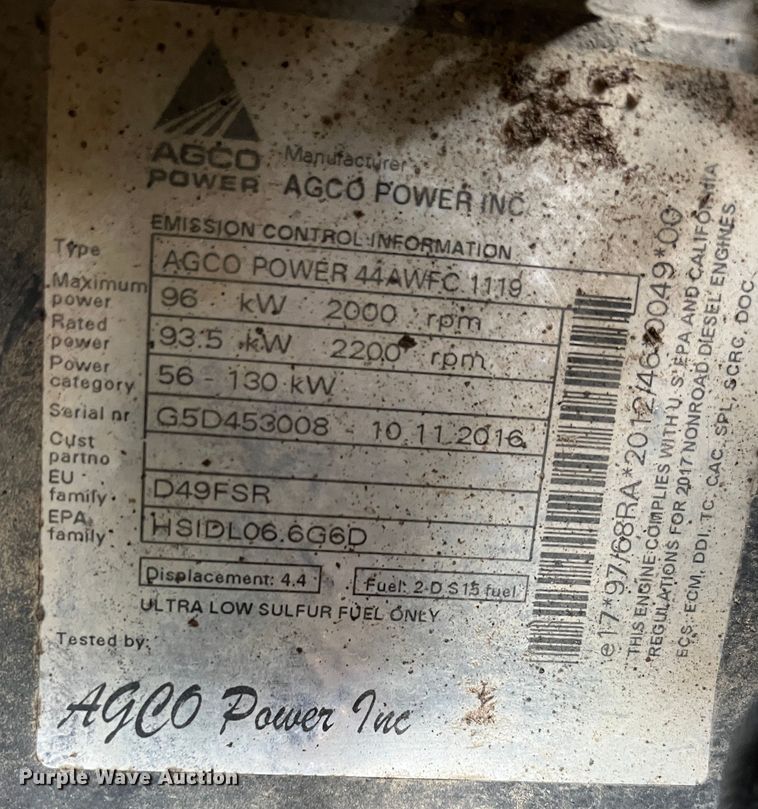 AGCO
POWER
Manufacturer
AGCO POWER INC.
EMISSION CONTROL INFORMATION
Type AGCO POWER 44AWFC.1119
Maximum power 96 kW 2000 rpm
Rated power 93.5 kW 2200 rpm
Power category 56 - 130 kW
Serial nr G5D453008 - 10.11.2016
Cust partno
EU family D49FSR
EPA family HSIDL06.6G6D
Displacement: 4.4 Fuel: 2-D S15 fuel
ULTRA LOW SULFUR FUEL ONLY
Tested by:
AGCO Power Inc
e17*97/68RA*2012/46*0049*00
THIS ENGINE COMPLIES WITH U.S. EPA AND CALIFORNIA
REGULATIONS FOR 2017 NONROAD DIESEL ENGINES.
ECS: ECM, DDI, TC, CAC, SPL, SCRC, DOC
Purple Wave Auction